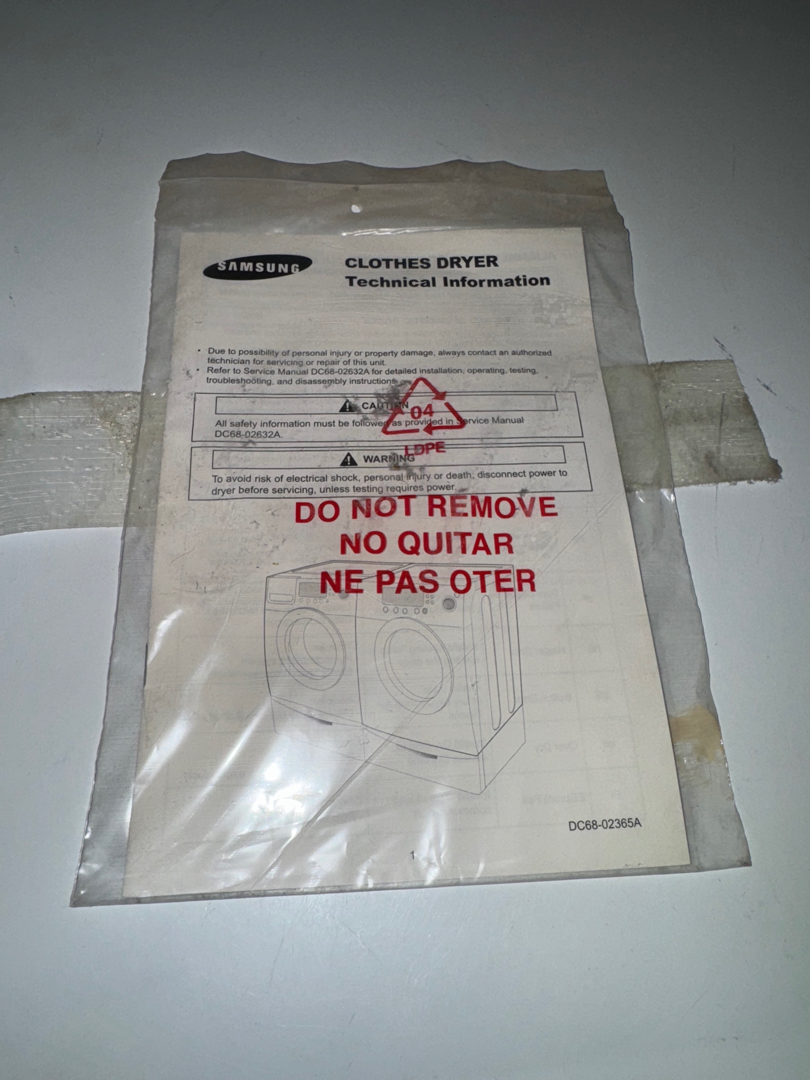 SAMSUNG
CLOTHES DRYER
Technical Information
• Due to possibility of personal injury or property damage, always contact an authorized
technician for servicing or repair of this unit.
• Refer to Service Manual DC68-02632A for detailed installation, operating, testing,
troubleshooting, and disassembly instructions.
CAUTION
All safety information must be followed as provided in Service Manual
DC68-02632A.
04
LDPE
WARNING
To avoid risk of electrical shock, personal injury or death; disconnect power to
dryer before servicing, unless testing requires power.
DO NOT REMOVE
NO QUITAR
NE PAS OTER
DC68-02365A
1